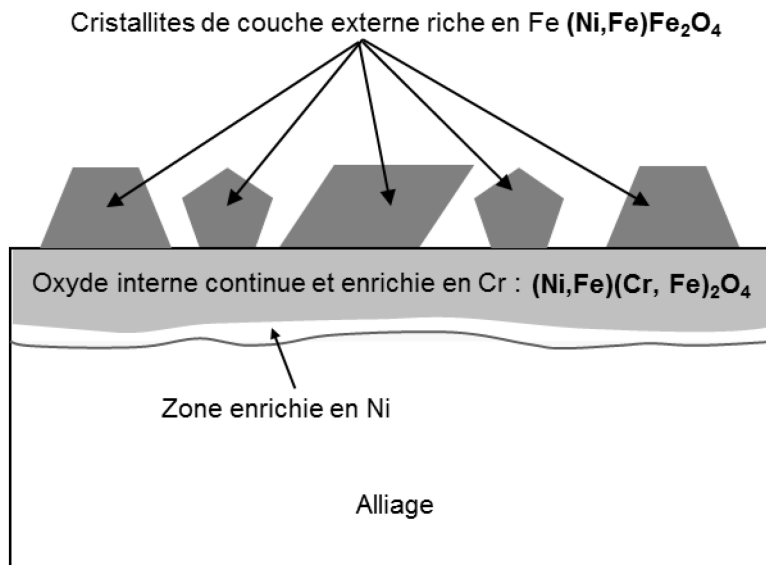 Cristallites de couche externe riche en Fe (Ni,Fe)Fe₂O₄
Oxyde interne continue et enrichie en Cr : (Ni,Fe)(Cr, Fe)₂O₄
Zone enrichie en Ni
Alliage